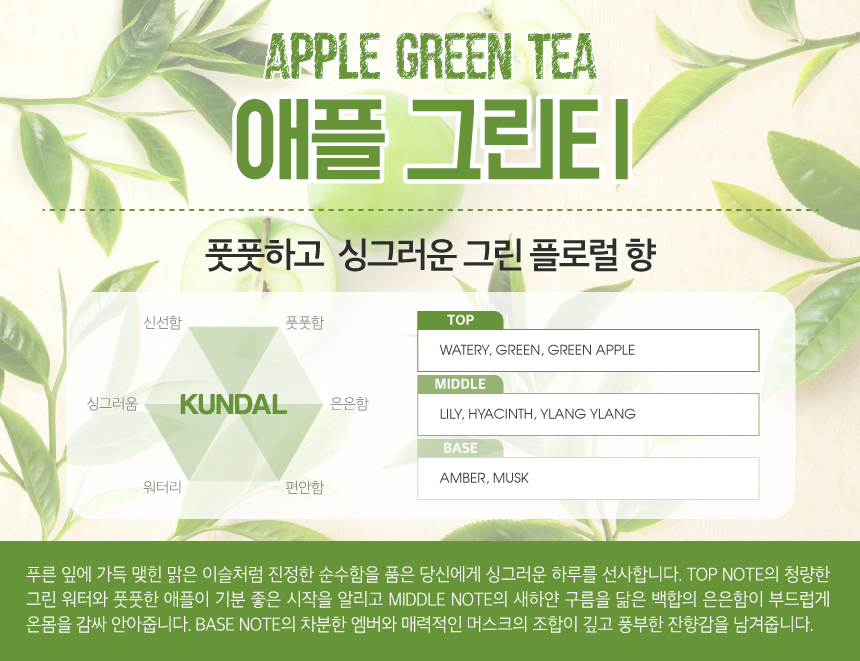 APPLE GREEN TEA
애플 그린티
풋풋하고 싱그러운 그린 플로럴 향
신선함
풋풋함
싱그러움
KUNDAL
은은함
워터리
편안함
TOP
WATERY, GREEN, GREEN APPLE
MIDDLE
LILY, HYACINTH, YLANG YLANG
BASE
AMBER, MUSK
푸른 잎에 가득 맺힌 맑은 이슬처럼 진정한 순수함을 품은 당신에게 싱그러운 하루를 선사합니다. TOP NOTE의 청량한
그린 워터와 풋풋한 애플이 기분 좋은 시작을 알리고 MIDDLE NOTE의 새하얀 구름을 닮은 백합의 은은함이 부드럽게
온몸을 감싸 안아줍니다. BASE NOTE의 차분한 엠버와 매력적인 머스크의 조합이 깊고 풍부한 잔향감을 남겨줍니다.